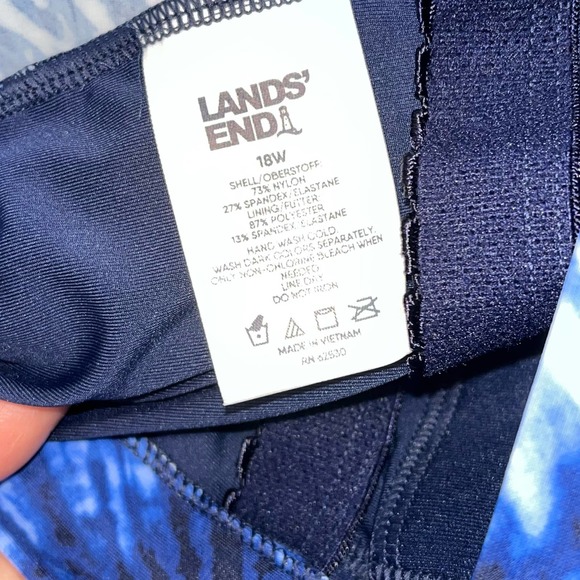 LANDS'
END
18W
SHELL/OBERSTOFF:
73% NYLON
27% SPANDEX/ELASTANE
LINING/FUTTER:
87% POLYESTER
13% SPANDEX/ELASTANE
HAND WASH COLD.
WASH DARK COLORS SEPARATELY.
ONLY NON-CHLORINE BLEACH WHEN
NEEDED
LINE DRY
DO NOT IRON
MADE IN VIETNAM
RN 62530